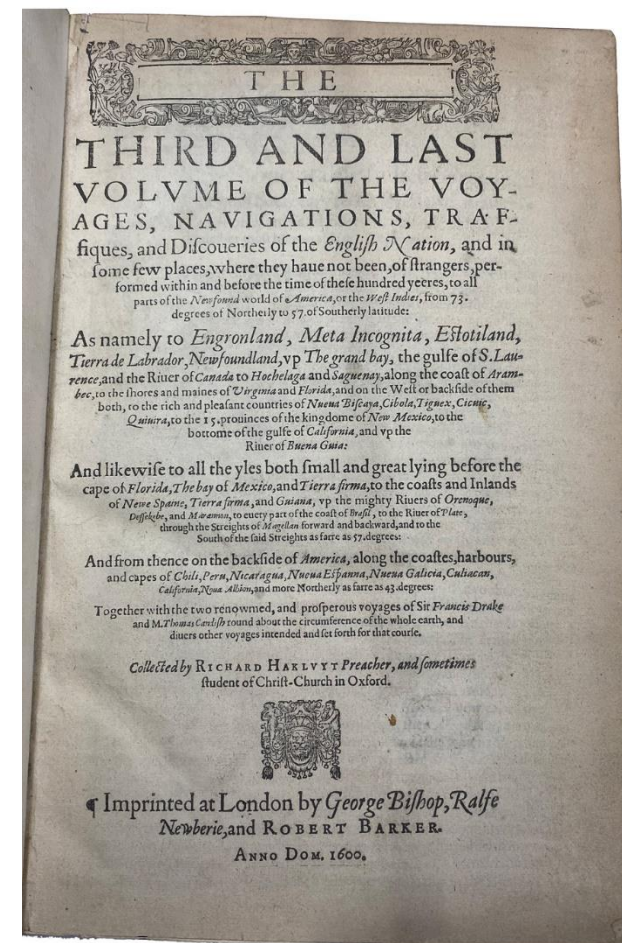 THE
THIRD AND LAST
VOLVME OF THE VOY-
AGES, NAVIGATIONS, TRAF-
fiques, and Diſcoueries of the Engliſh Nation, and in
ſome few places, where they haue not been, of ſtrangers, per-
formed within and before the time of theſe hundred yeeres, to all
parts of the Newfound world of America, or the Weſt Indies, from 73.
degrees of Northerly to 57. of Southerly latitude:
As namely to Engronland, Meta Incognita, Eſtotiland,
Tierra de Labrador, Newfoundland, vp The grand bay, the gulfe of S. Lau-
rence, and the Riuer of Canada to Hochelaga and Saguenay, along the coaſt of Aram-
bec, to the ſhores and maines of Virginia and Florida, and on the Weſt or backſide of them
both, to the rich and pleaſant countries of Nueua Biſcaya, Cibola, Tiguex, Cicuic,
Quiuira, to the 15. prouinces of the kingdome of New Mexico, to the
bottome of the gulfe of California, and vp the
Riuer of Buena Guia:
And likewiſe to all the yles both ſmall and great lying before the
cape of Florida, The bay of Mexico, and Tierra firma, to the coaſts and Inlands
of Newe Spaine, Tierra firma, and Guiana, vp the mighty Riuers of Orenoque,
Deſſekebe, and Marannon, to euery part of the coaſt of Braſil, to the Riuer of Plate,
through the Streights of Magellan forward and backward, and to the
South of the ſaid Streights as farre as 57. degrees:
And from thence on the backſide of America, along the coaſtes, harbours,
and capes of Chili, Peru, Nicaragua, Nueua Eſpanna, Nueua Galicia, Culiacan,
California, Noua Albion, and more Northerly as farre as 43. degrees:
Together with the two renowmed, and proſperous voyages of Sir Francis Drake
and M. Thomas Candiſh round about the circumference of the whole earth, and
diuers other voyages intended and ſet forth for that courſe.
Collected by RICHARD HAKLVYT Preacher, and ſometimes
ſtudent of Chriſt-Church in Oxford.
¶ Imprinted at London by George Biſhop, Ralfe
Newberie, and ROBERT BARKER.
ANNO DOM. 1600.